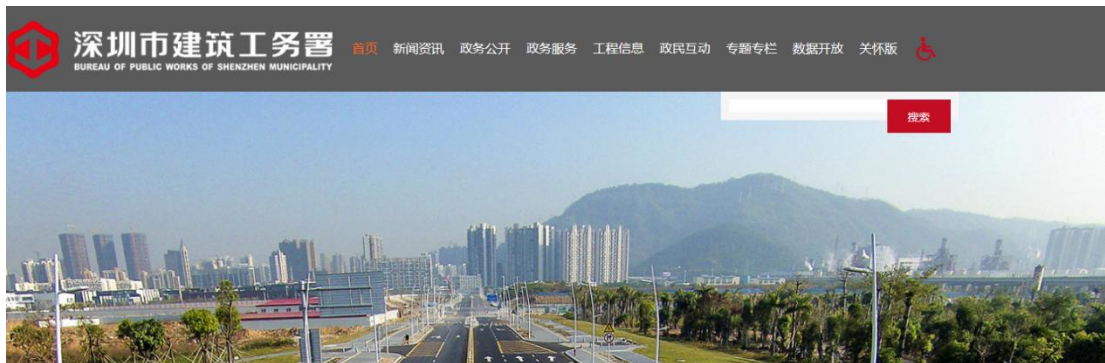 深圳市建筑工务署
BUREAU OF PUBLIC WORKS OF SHENZHEN MUNICIPALITY
首页 新闻资讯 政务公开 政务服务 工程信息 政民互动 专题专栏 数据开放 关怀版
搜索